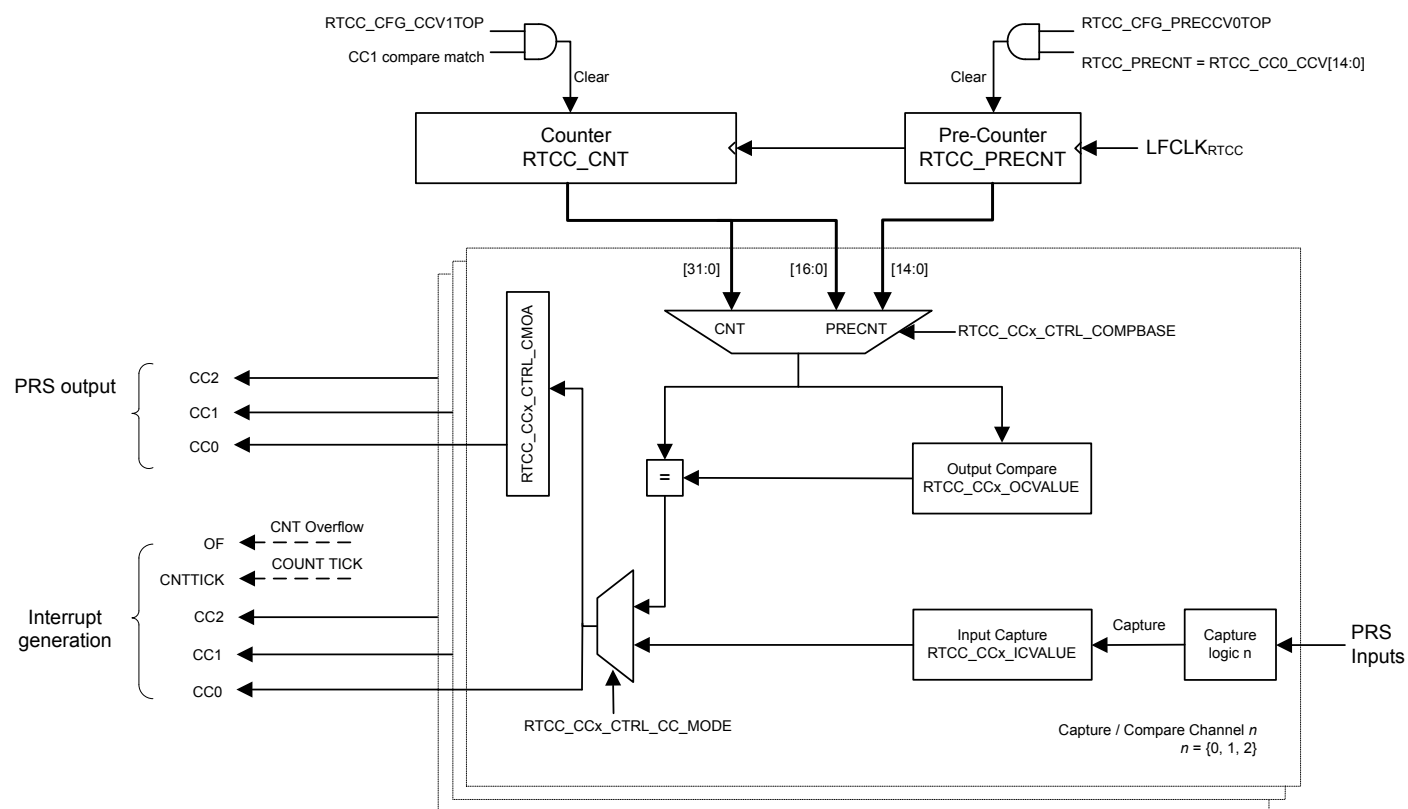 RTCC_CFG_CCV1TOP
CC1 compare match
RTCC_CFG_PRECCV0TOP
RTCC_PRECNT = RTCC_CC0_CCV[14:0]
Clear
Clear
Counter
RTCC_CNT
Pre-Counter
RTCC_PRECNT
LFCLKRTCC
[31:0]
[16:0]
[14:0]
CNT
PRECNT
RTCC_CCx_CTRL_COMPBASE
RTCC_CCx_CTRL_CMOA
PRS output
CC2
CC1
CC0
=
Output Compare
RTCC_CCx_OCVALUE
Interrupt
generation
OF
CNT Overflow
CNTTICK
COUNT TICK
CC2
CC1
CC0
Input Capture
RTCC_CCx_ICVALUE
Capture
Capture
logic n
PRS
Inputs
RTCC_CCx_CTRL_CC_MODE
Capture / Compare Channel n
n = {0, 1, 2}